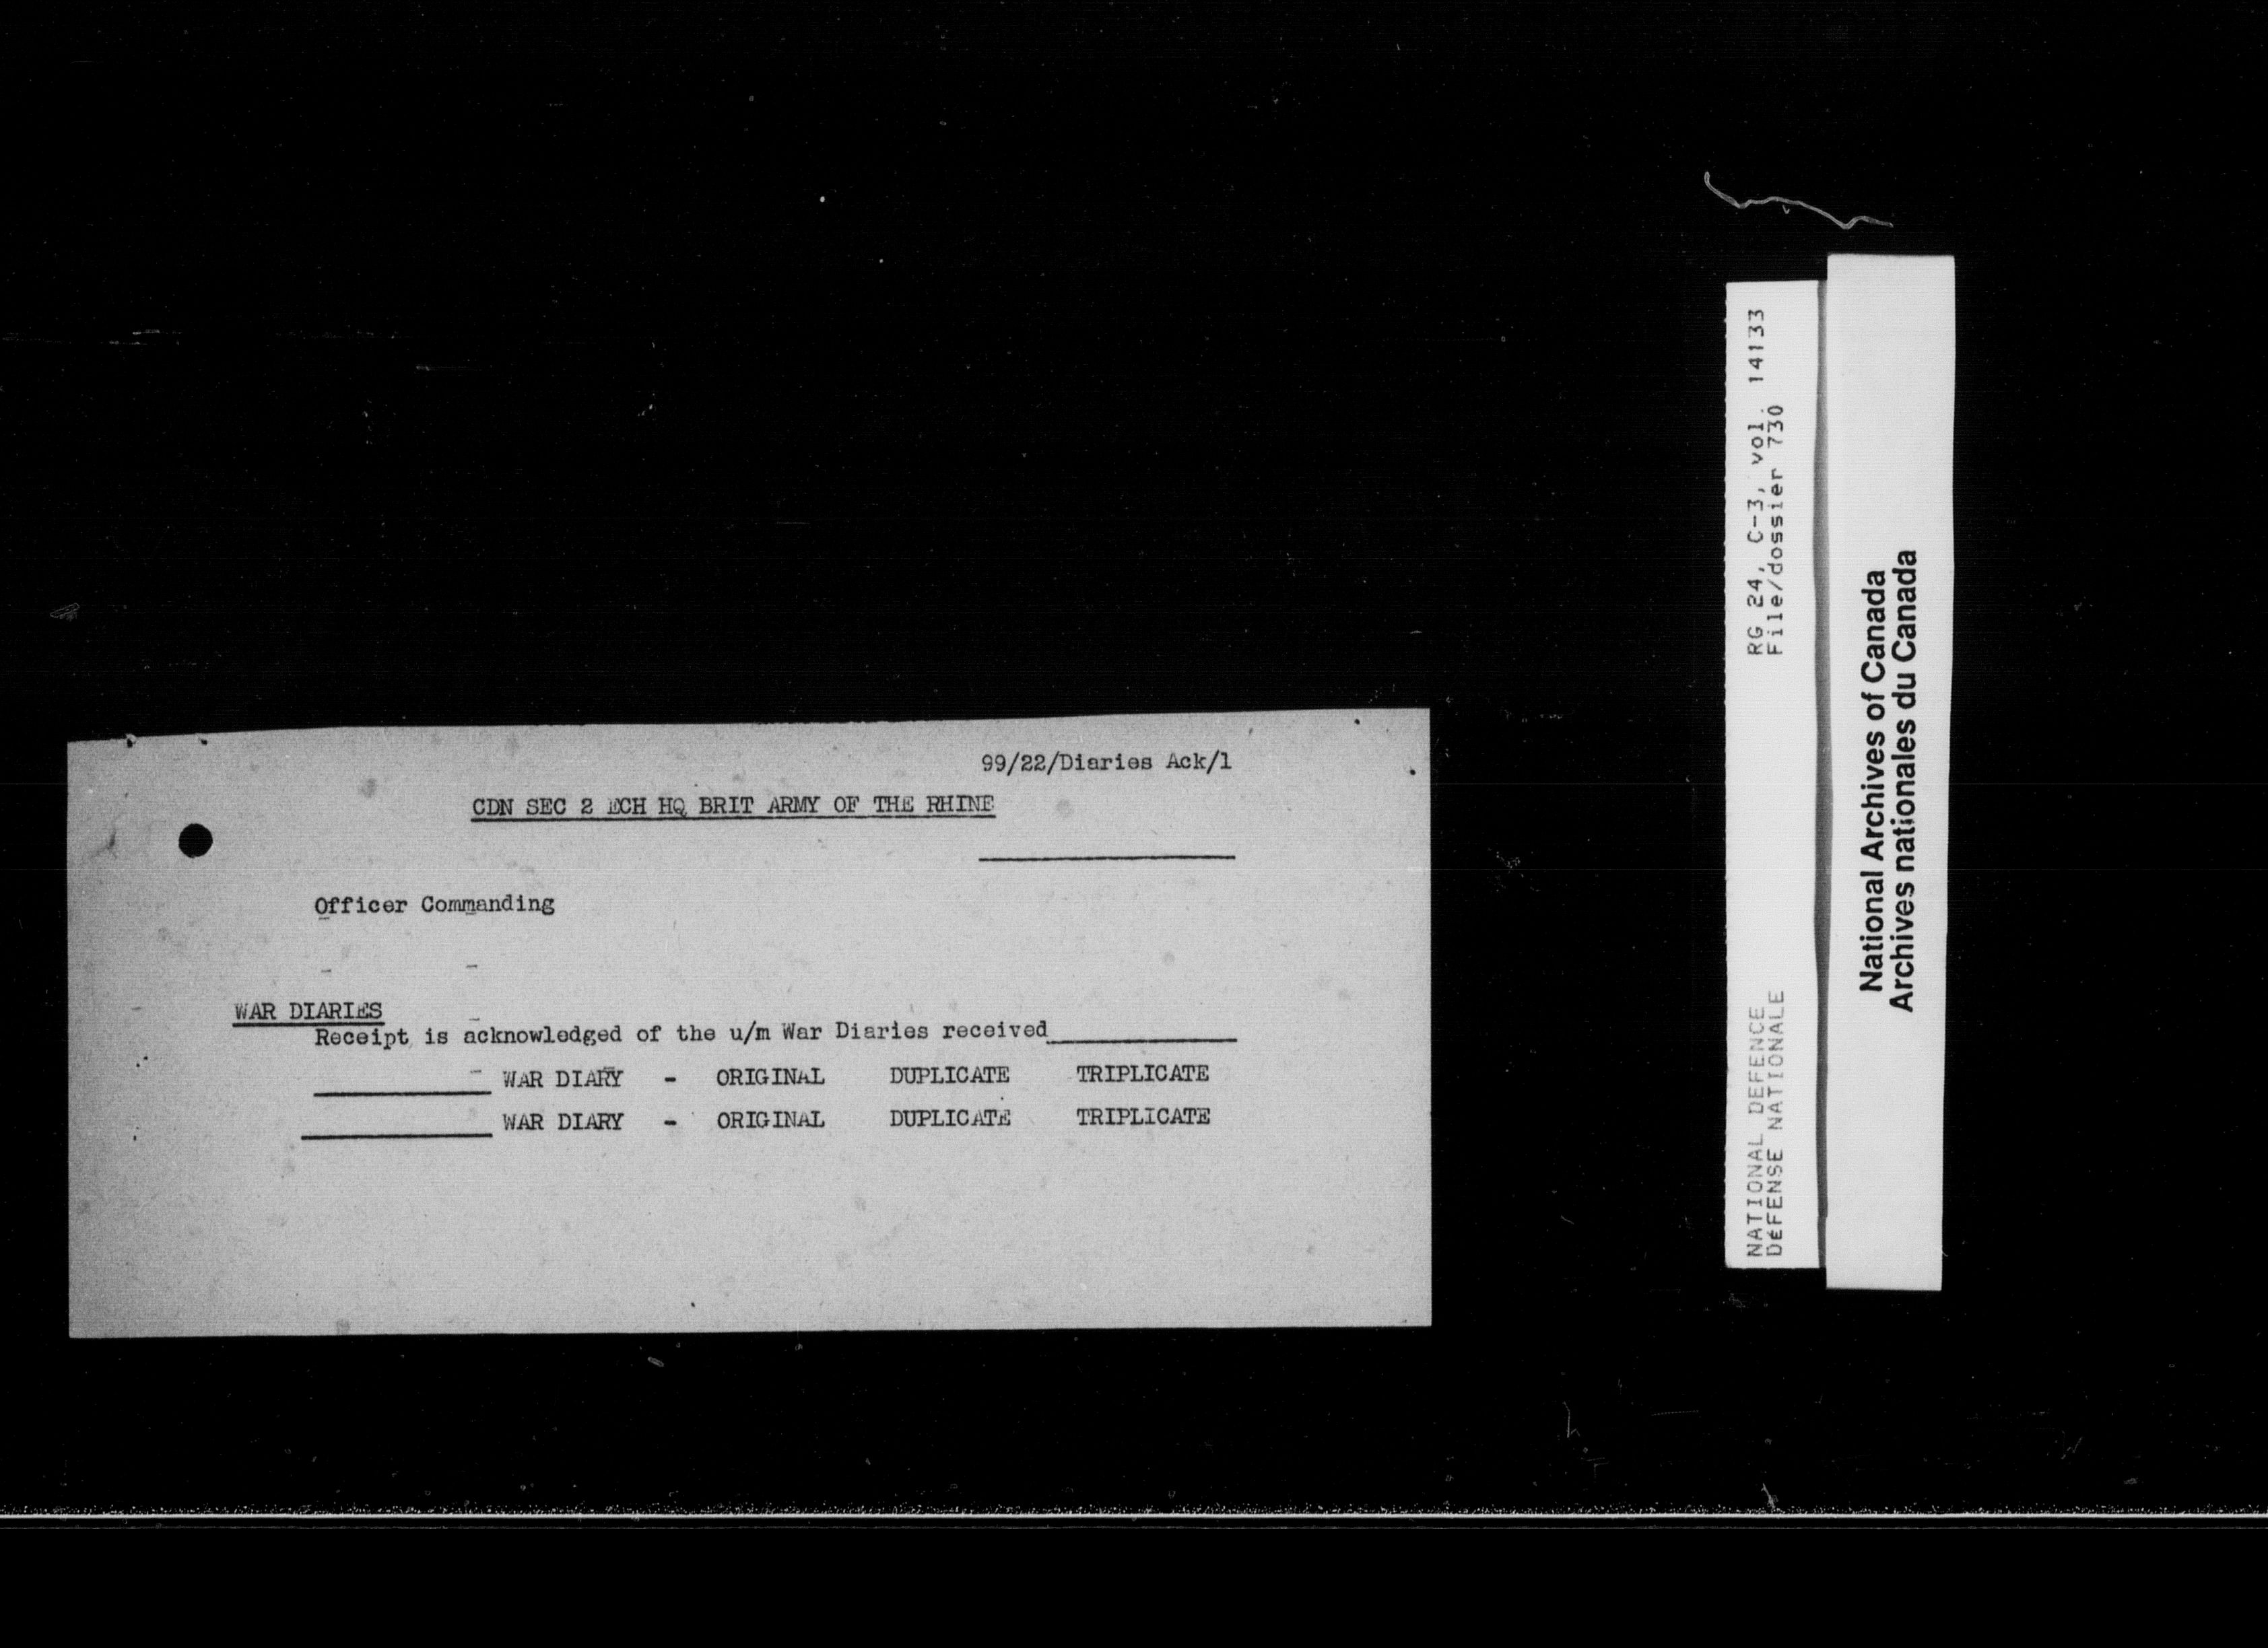 99/22/Diaries Ack/1
CDN SEC 2 ECH HQ BRIT ARMY OF THE RHINE
Officer Commanding
WAR DIARIES
Receipt is acknowledged of the u/m War Diaries received
WAR DIARY - ORIGINAL DUPLICATE TRIPLICATE
WAR DIARY - ORIGINAL DUPLICATE TRIPLICATE
NATIONAL DEFENCE RG 24, C-3, vol. 14133
DÉFENSE NATIONALE File/dossier 730
National Archives of Canada
Archives nationales du Canada